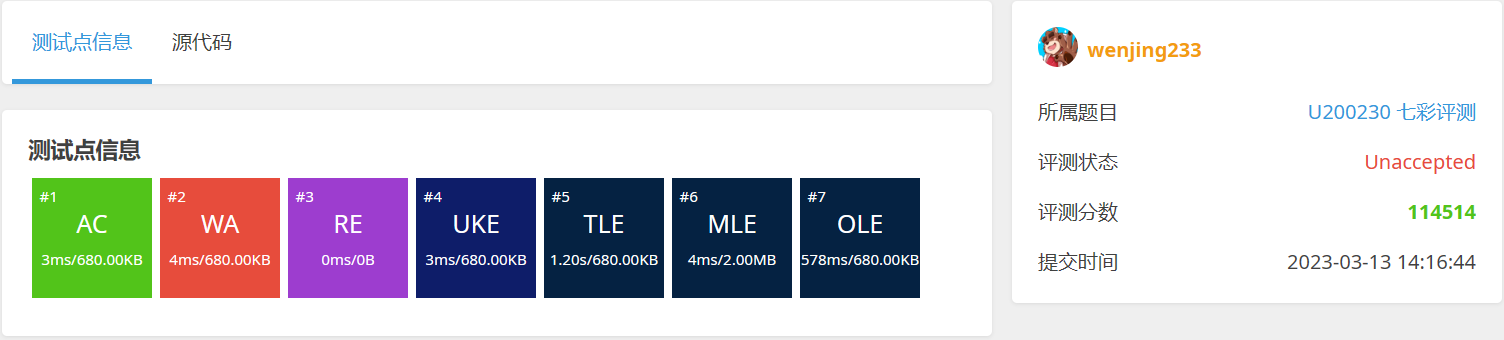 测试点信息 源代码
测试点信息
#1 #2 #3 #4 #5 #6 #7
AC WA RE UKE TLE MLE OLE
3ms/680.00KB 4ms/680.00KB 0ms/0B 3ms/680.00KB 1.20s/680.00KB 4ms/2.00MB 578ms/680.00KB
wenjing233
所属题目 U200230 七彩评测
评测状态 Unaccepted
评测分数 114514
提交时间 2023-03-13 14:16:44